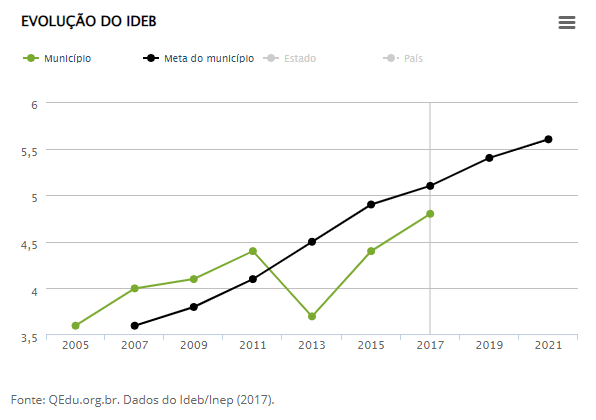 EVOLUÇÃO DO IDEB
Município Meta do município Estado País
6
5,5
5
4,5
4
3,5
2005 2007 2009 2011 2013 2015 2017 2019 2021
Fonte: QEdu.org.br. Dados do Ideb/Inep (2017).